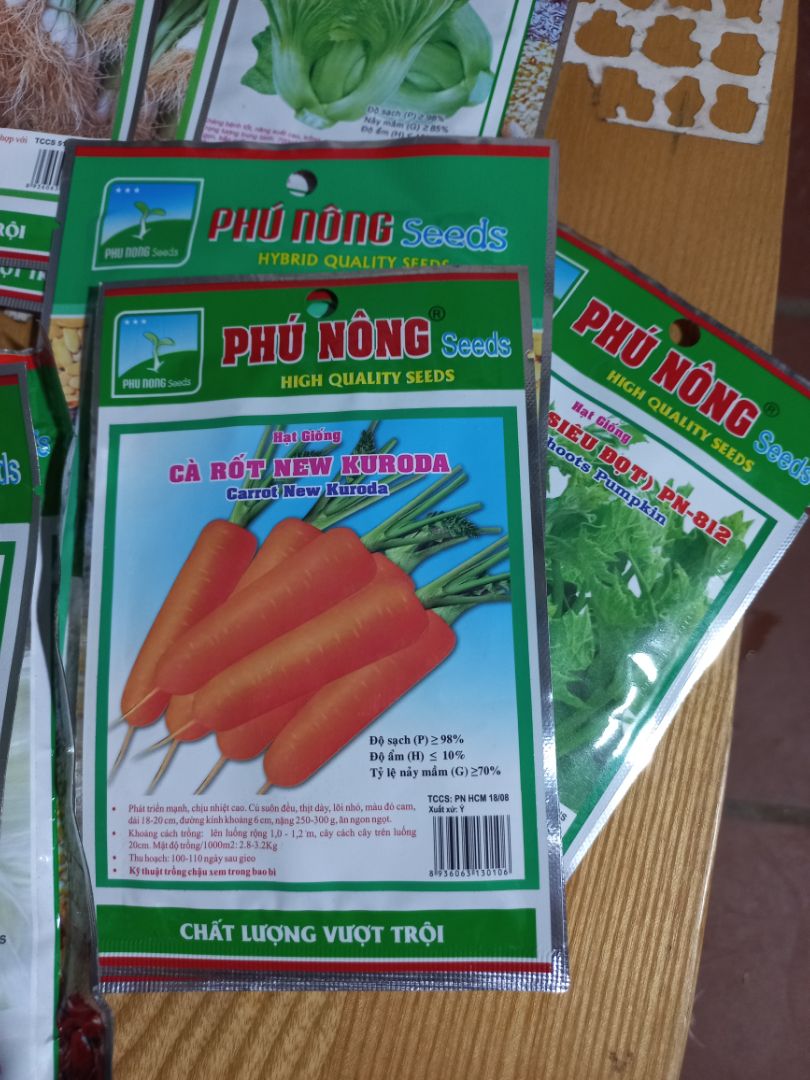 Độ sạch (P) ≥ 98%
Nảy mầm (G) ≥ 85%
hợp với TCCS
PHÚ NÔNG Seeds
HYBRID QUALITY SEEDS
PHU NONG Seeds
PHÚ NÔNG® Seeds
HIGH QUALITY SEEDS
PHU NONG Seeds
Hạt Giống
CÀ RỐT NEW KURODA
Carrot New Kuroda
Độ sạch (P) ≥ 98%
Độ ẩm (H) ≤ 10%
Tỷ lệ nảy mầm (G) ≥70%
TCCS: PN HCM 18/08
Xuất xứ: Ý
8 936063 130106
• Phát triển mạnh, chịu nhiệt cao. Củ suôn đều, thịt dày, lõi nhỏ, màu đỏ cam,
dài 18-20 cm, đường kính khoảng 6 cm, nặng 250-300 g, ăn ngon ngọt.
• Khoảng cách trồng: lên luống rộng 1,0 - 1,2 m, cây cách cây trên luống
20cm. Mật độ trồng/1000m2: 2.8-3.2Kg
• Thu hoạch: 100-110 ngày sau gieo
• Kỹ thuật trồng chậu xem trong bao bì
CHẤT LƯỢNG VƯỢT TRỘI
PHÚ NÔNG® Seeds
HIGH QUALITY SEEDS
Hạt Giống
SIÊU ĐỌT) PN-812
hoots Pumpkin